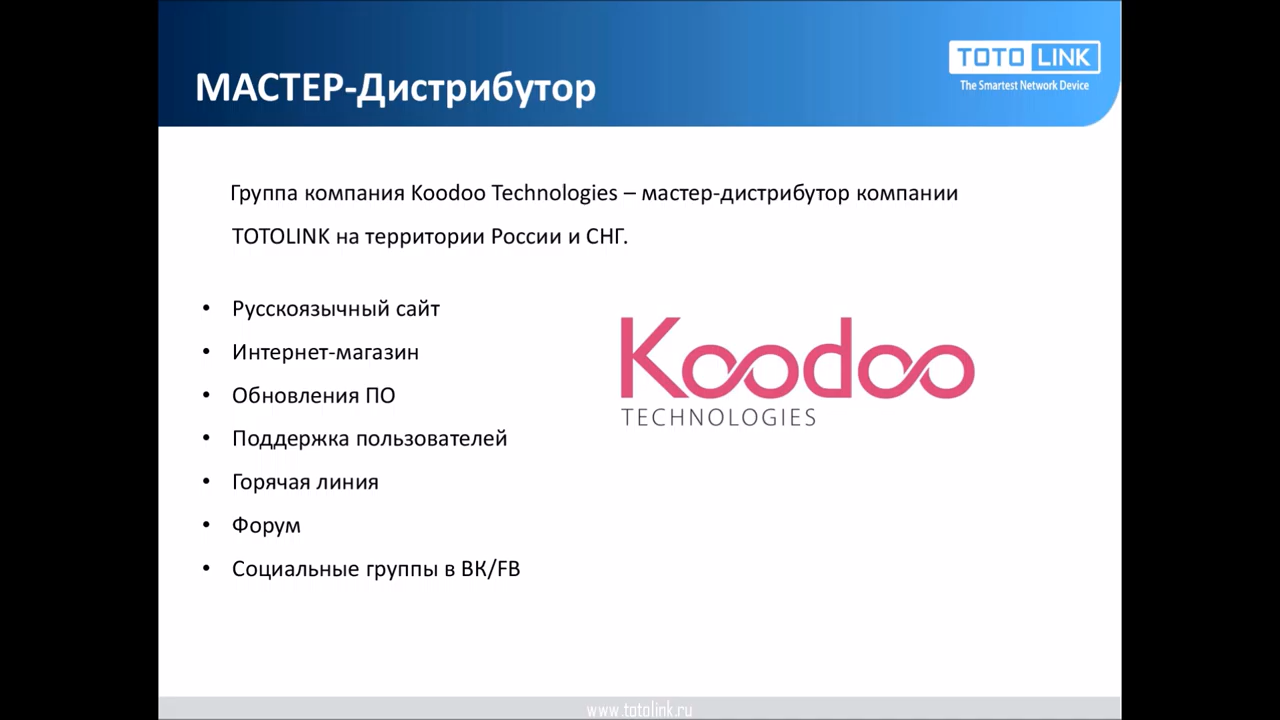 TOTO LINK
The Smartest Network Device
МАСТЕР-Дистрибутор
Группа компания Koodoo Technologies – мастер-дистрибутор компании
TOTOLINK на территории России и СНГ.
• Русскоязычный сайт
• Интернет-магазин
• Обновления ПО
• Поддержка пользователей
• Горячая линия
• Форум
• Социальные группы в ВК/FB
Koodoo
TECHNOLOGIES
www.totolink.ru